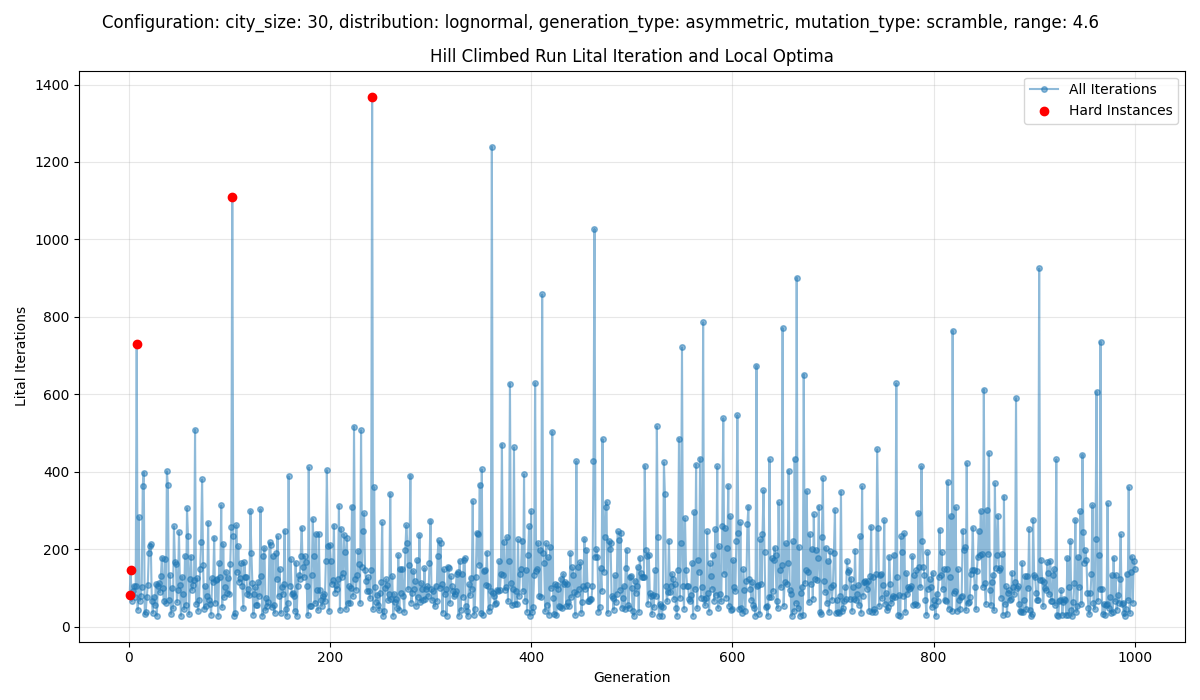 Configuration: city_size: 30, distribution: lognormal, generation_type: asymmetric, mutation_type: scramble, range: 4.6
Hill Climbed Run Lital Iteration and Local Optima
All Iterations
Hard Instances
1400
1200
1000
800
600
400
200
0
Lital Iterations
0 200 400 600 800 1000
Generation